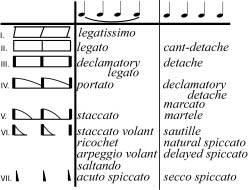 I. legatissimo
II. legato cant-detache
III. declamatory detache
legato
IV. portato declamatory
detache
marcato
V. staccato martele
VI. staccato volant sautille
ricochet natural spiccato
arpeggio volant delayed spiccato
saltando
VII. acuto spiccato secco spiccato